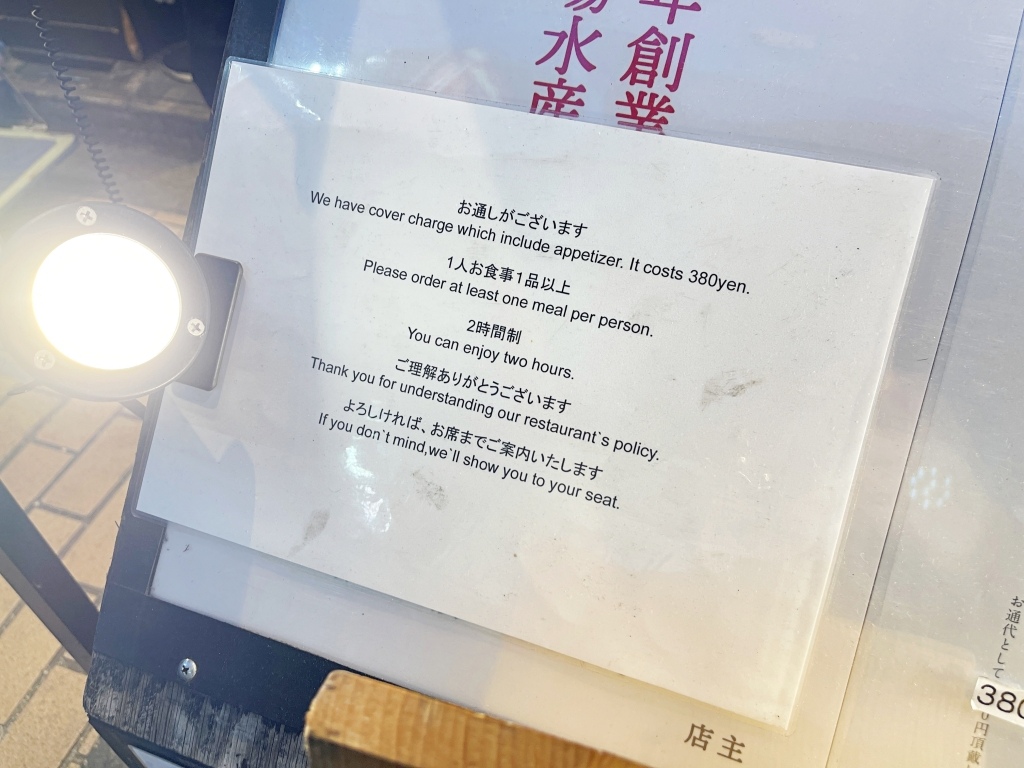 年創業
水産
お通しがございます
We have cover charge which include appetizer. It costs 380yen.
1人お食事1品以上
Please order at least one meal per person.
2時間制
You can enjoy two hours.
ご理解ありがとうございます
Thank you for understanding our restaurant`s policy.
よろしければ、お席までご案内いたします
If you don`t mind,we`ll show you to your seat.
店主
お通代として
380
円頂戴